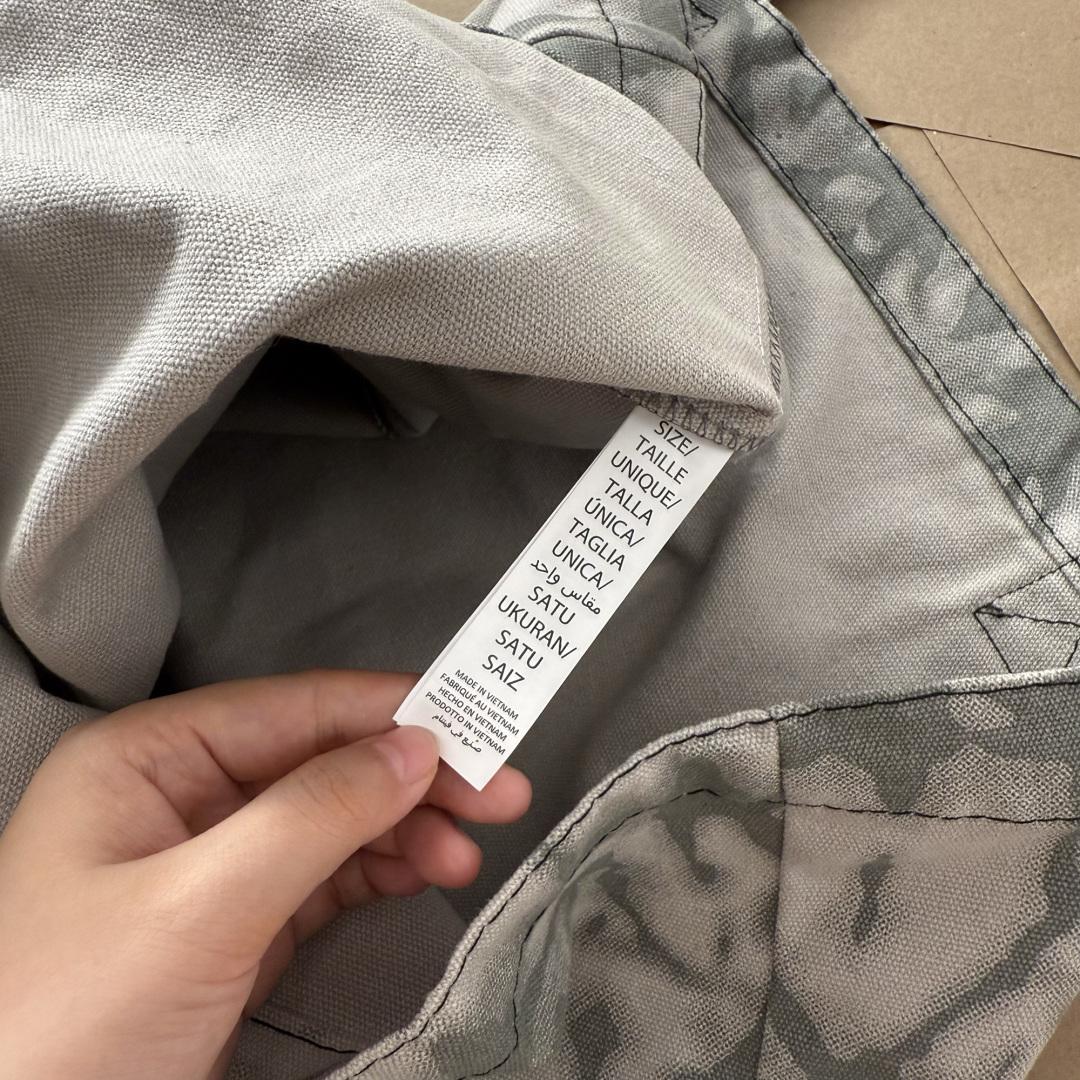 SIZE/
TAILLE
UNIQUE/
TALLA
ÚNICA/
TAGLIA
UNICA/
مقاس واحد
SATU
UKURAN/
SATU
SAIZ
MADE IN VIETNAM
FABRIQUÉ AU VIETNAM
HECHO EN VIETNAM
PRODOTTO IN VIETNAM
صنع في فيتنام